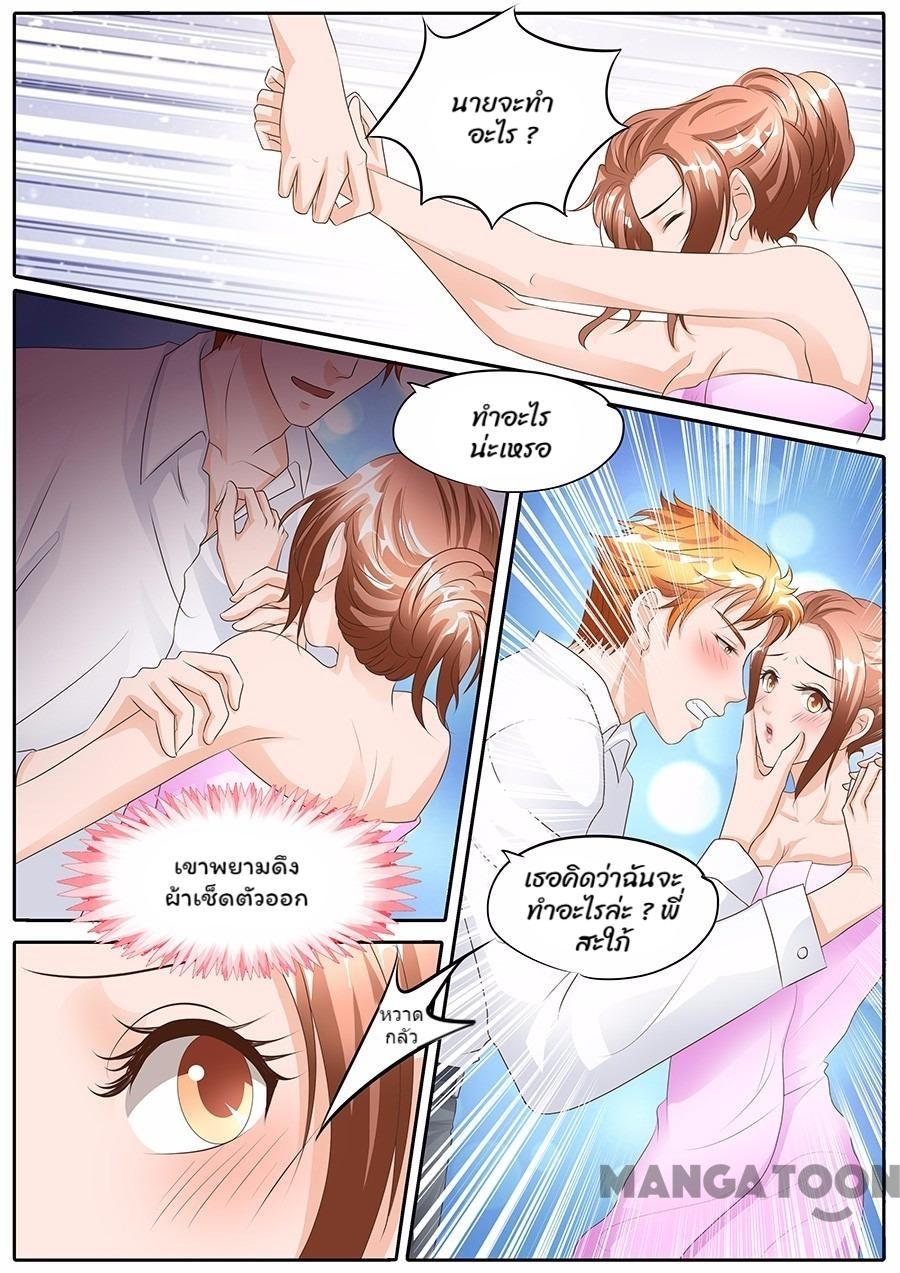 นายจะทำ
อะไร ?
ทำอะไร
น่ะเหรอ
เขาพยามดึง
ผ้าเช็ดตัวออก
เธอคิดว่าฉันจะ
ทำอะไรล่ะ ? พี่
สะใภ้
หวาด
กลัว
MANGATOON